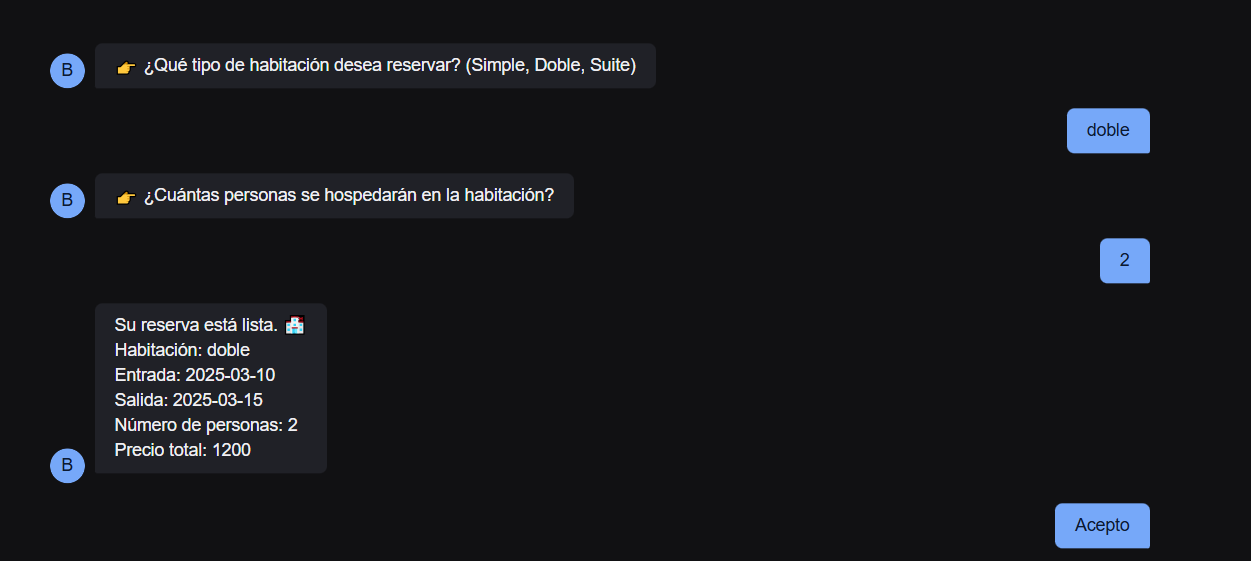 B
👉 ¿Qué tipo de habitación desea reservar? (Simple, Doble, Suite)
doble
B
👉 ¿Cuántas personas se hospedarán en la habitación?
2
Su reserva está lista. 🏥
Habitación: doble
Entrada: 2025-03-10
Salida: 2025-03-15
Número de personas: 2
Precio total: 1200
B
Acepto